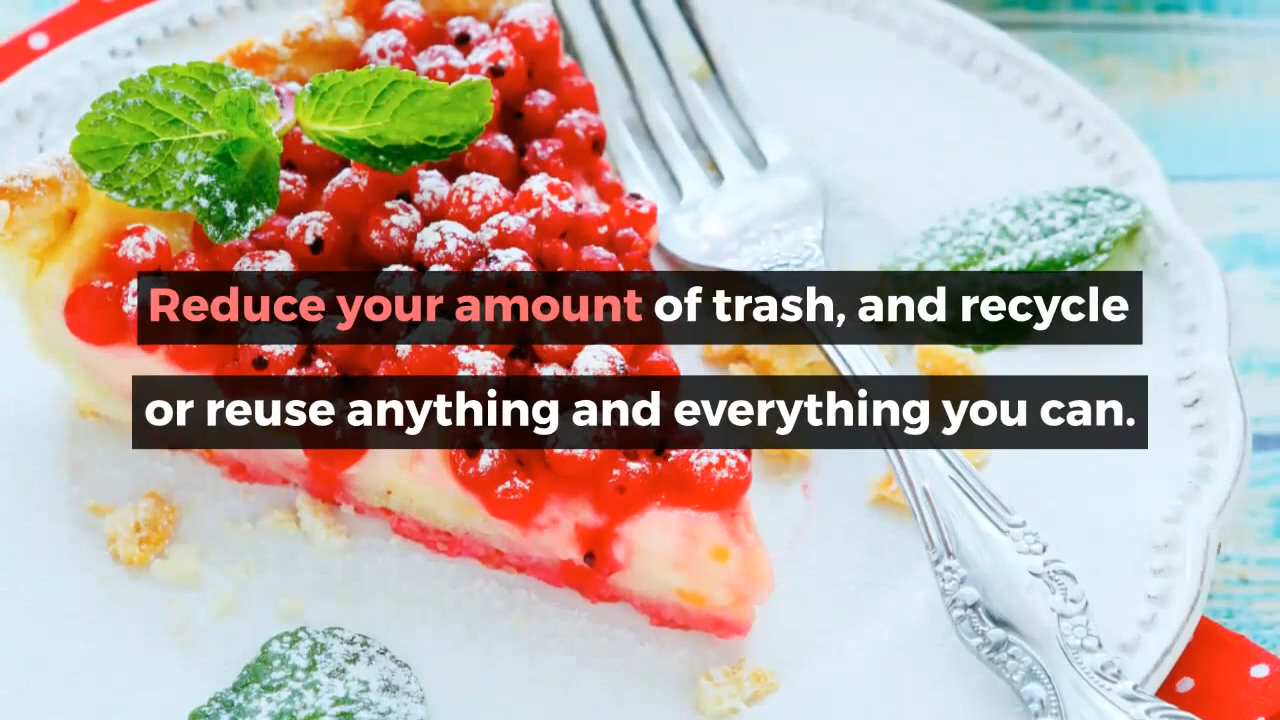 Reduce your amount of trash, and recycle
or reuse anything and everything you can.